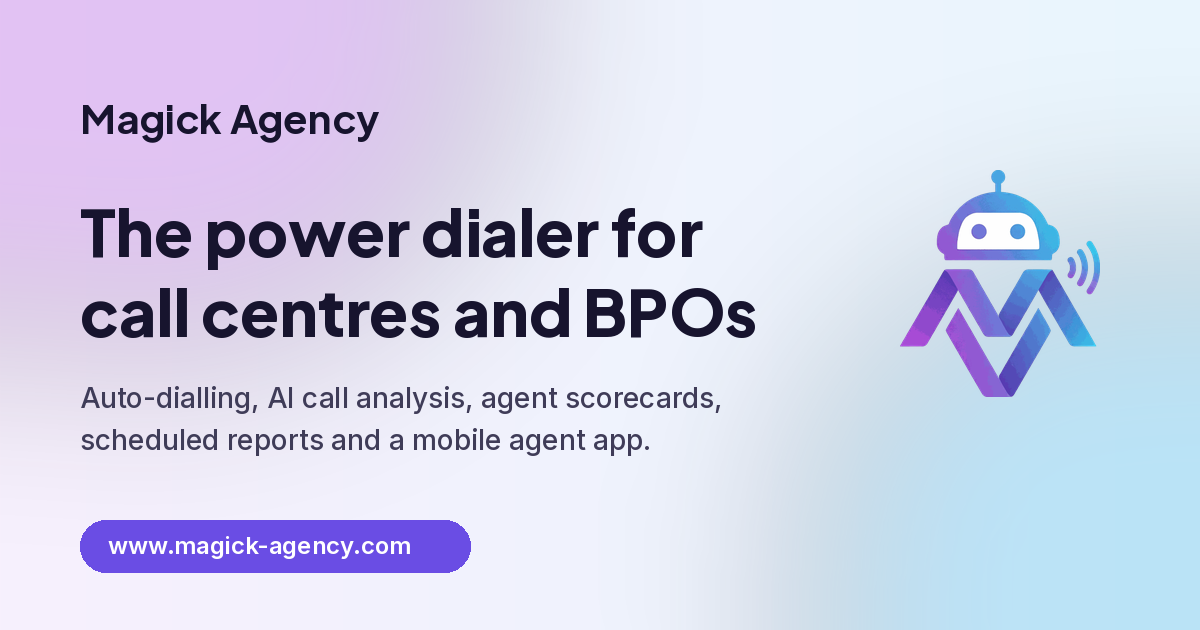 Magick Agency
The power dialer for
call centres and BPOs
Auto-dialling, AI call analysis, agent scorecards,
scheduled reports and a mobile agent app.
www.magick-agency.com